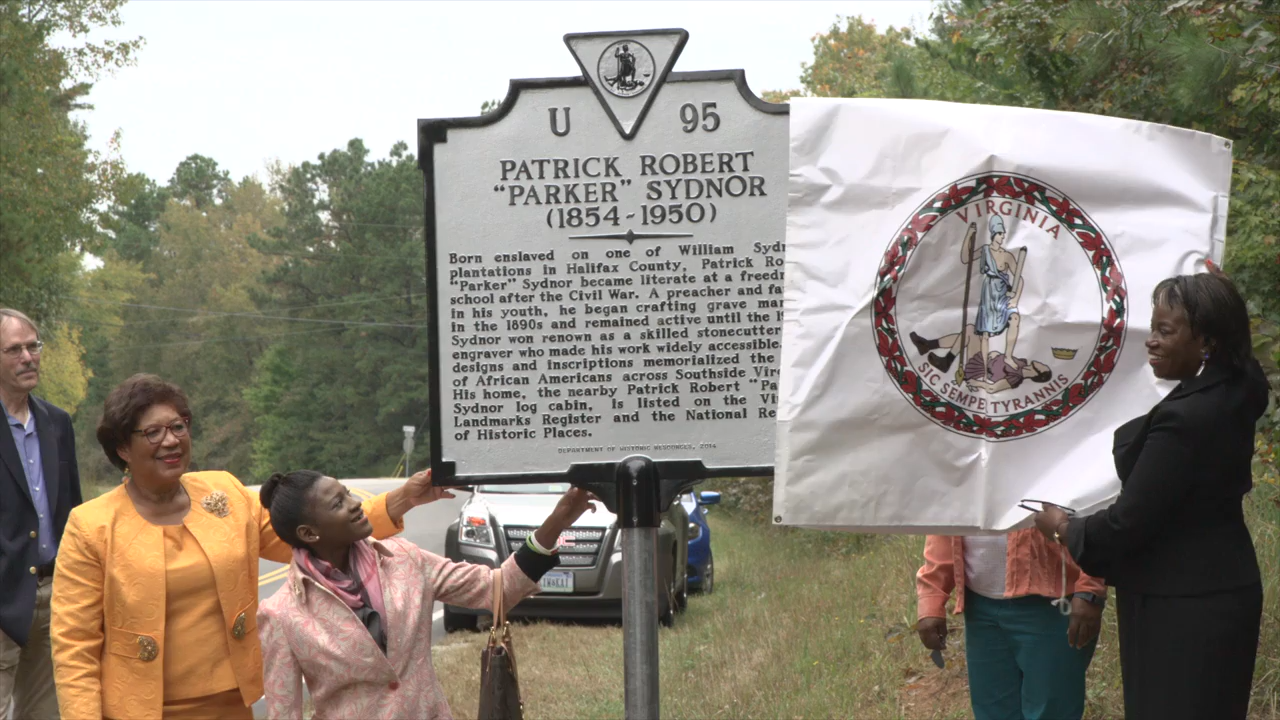 U 95
PATRICK ROBERT
"PARKER" SYDNOR
(1854-1950)
Born enslaved on one of William Syd
plantations in Halifax County, Patrick Ro
"Parker" Sydnor became literate at a freed
school after the Civil War. A preacher and fa
in his youth, he began crafting grave mar
in the 1890s and remained active until the 19
Sydnor won renown as a skilled stonecutter
engraver who made his work widely accessible.
designs and inscriptions memorialized the
of African Americans across Southside Vir
His home, the nearby Patrick Robert "Pa
Sydnor log cabin, is listed on the Vi
Landmarks Register and the National Re
of Historic Places.
DEPARTMENT OF HISTORIC RESOURCES, 2014
VIRGINIA
SIC SEMPE TYRANNIS